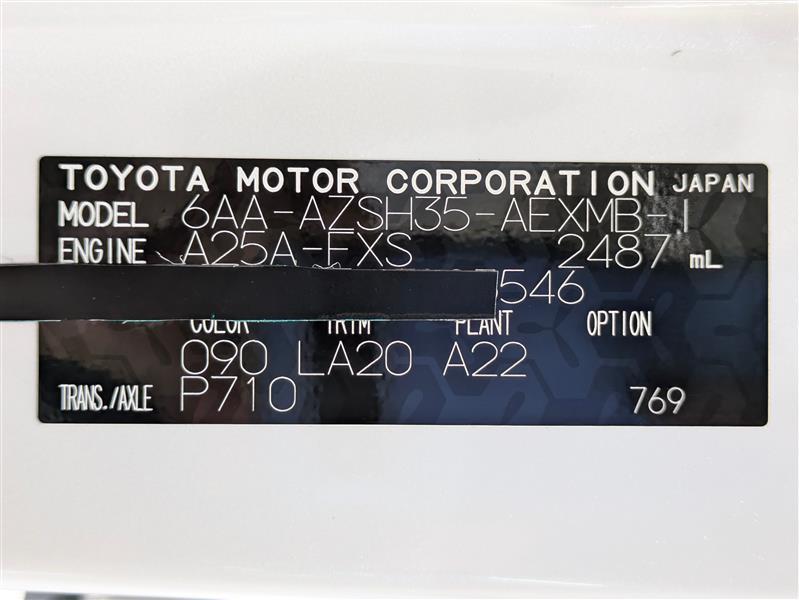 TOYOTA MOTOR CORPORATION JAPAN
MODEL 6AA-AZSH35-AEXMB-I
ENGINE A25A-FXS 2487 mL
546
COLOR TRIM PLANT OPTION
090 LA20 A22
TRANS./AXLE P710 769